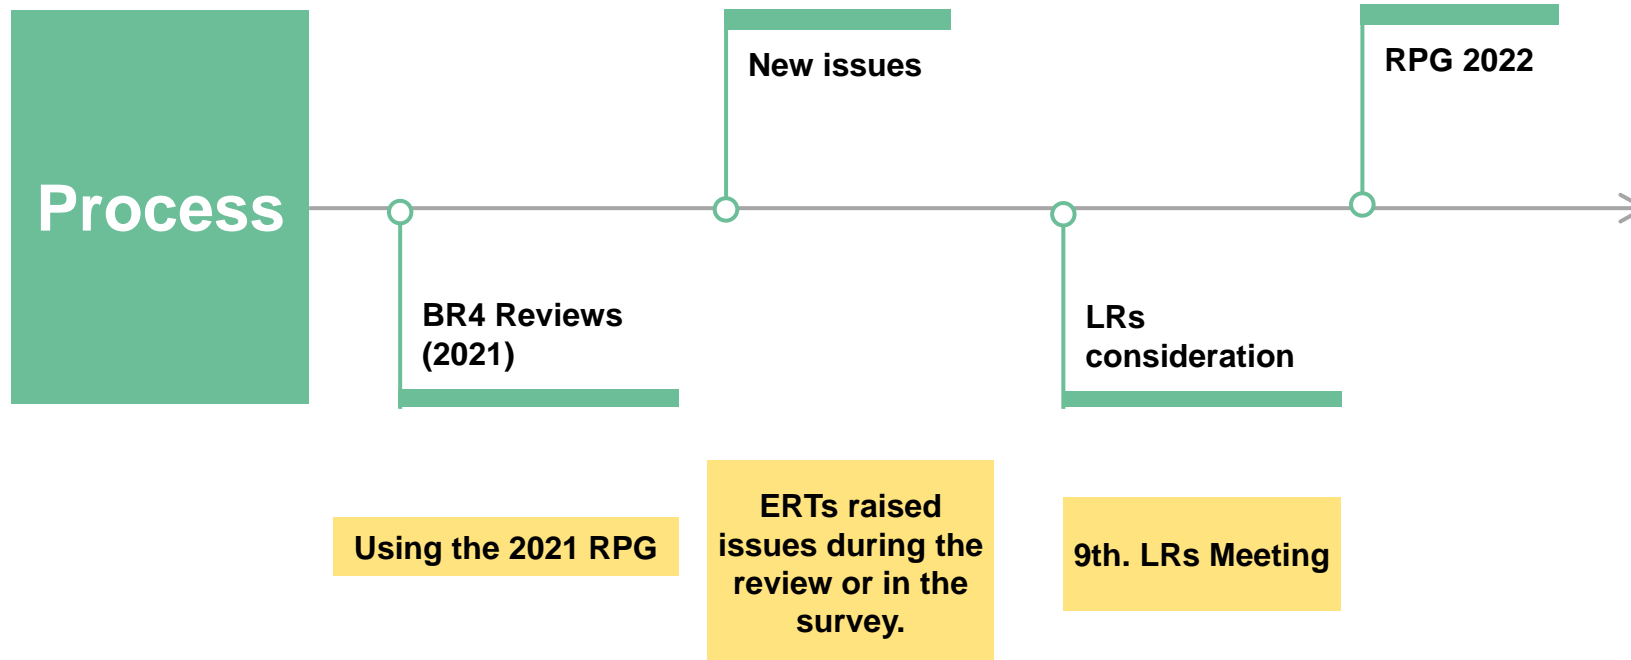 Process
New issues
RPG 2022
BR4 Reviews
(2021)
LRs
consideration
Using the 2021 RPG
ERTs raised
issues during the
review or in the
survey.
9th. LRs Meeting